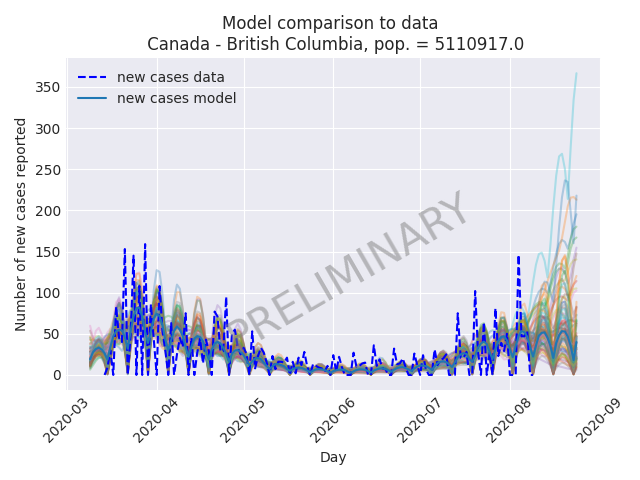 Model comparison to data
Canada - British Columbia, pop. = 5110917.0
new cases data
new cases model
PRELIMINARY
Number of new cases reported
350
300
250
200
150
100
50
0
2020-03
2020-04
2020-05
2020-06
2020-07
2020-08
2020-09
Day